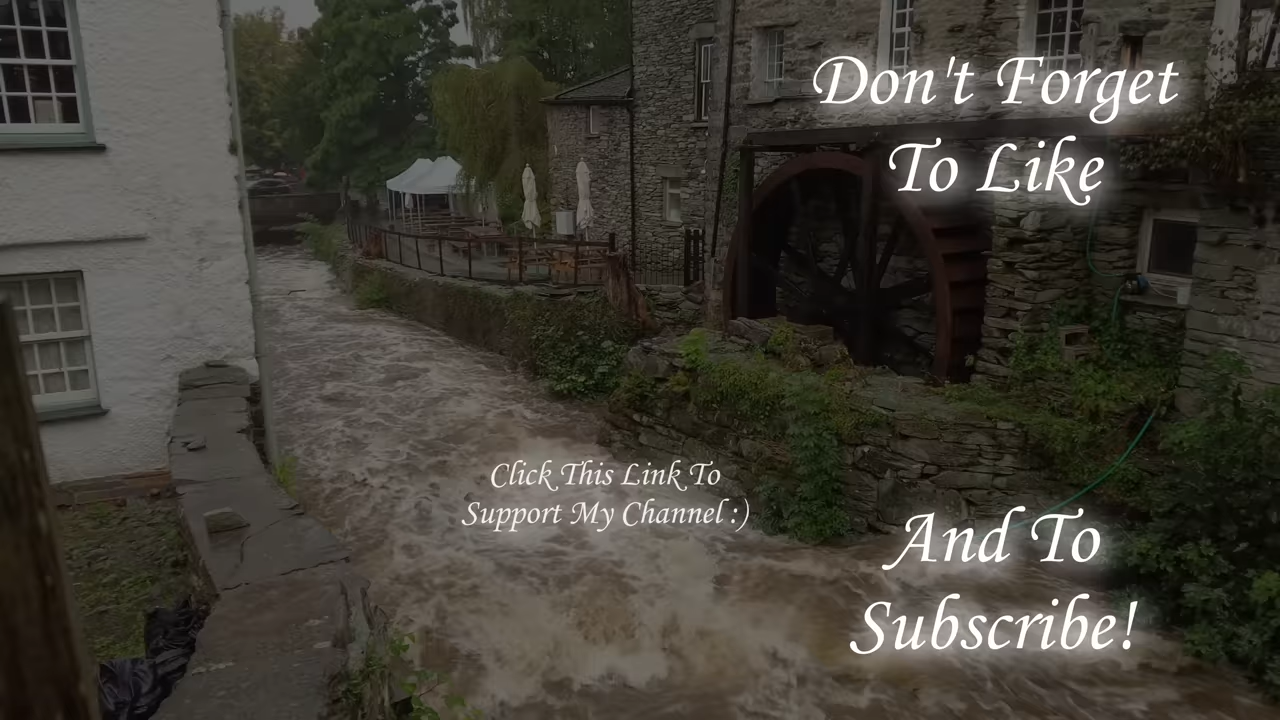 Don't Forget
To Like
Click This Link To
Support My Channel :)
And To
Subscribe!